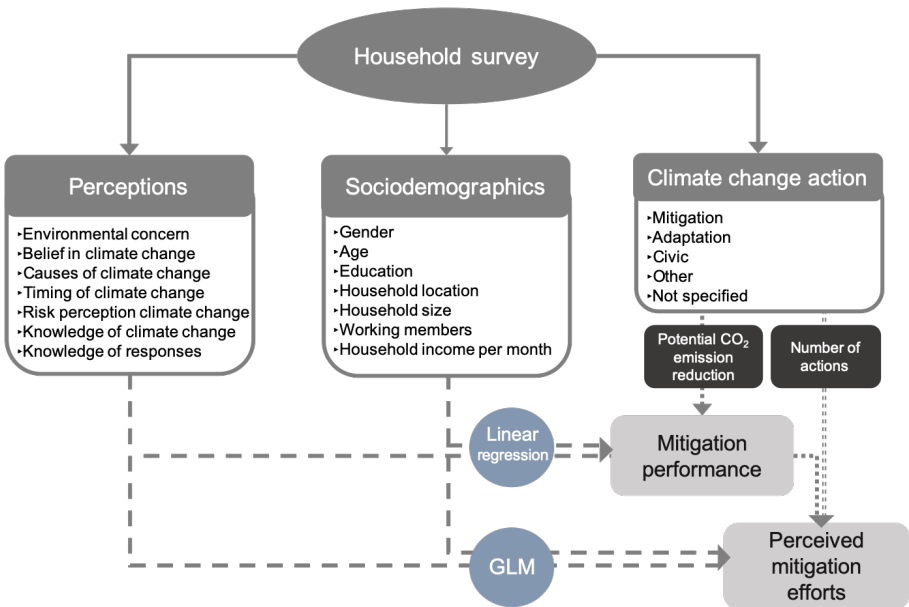 Household survey
Perceptions
‣Environmental concern
‣Belief in climate change
‣Causes of climate change
‣Timing of climate change
‣Risk perception climate change
‣Knowledge of climate change
‣Knowledge of responses
Sociodemographics
‣Gender
‣Age
‣Education
‣Household location
‣Household size
‣Working members
‣Household income per month
Climate change action
‣Mitigation
‣Adaptation
‣Civic
‣Other
‣Not specified
Potential CO₂
emission
reduction
Number of
actions
Linear
regression
Mitigation
performance
GLM
Perceived
mitigation
efforts